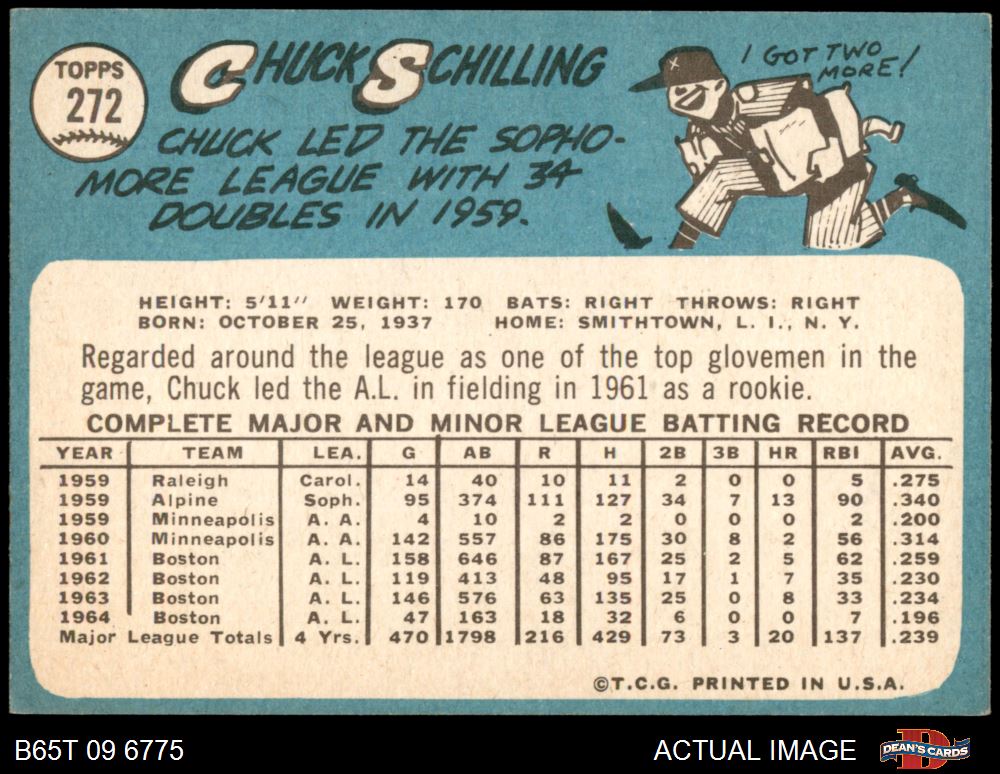 TOPPS
272
CHUCK SCHILLING
I GOT TWO
MORE!
CHUCK LED THE SOPHO-
MORE LEAGUE WITH 34
DOUBLES IN 1959.
HEIGHT: 5'11" WEIGHT: 170 BATS: RIGHT THROWS: RIGHT
BORN: OCTOBER 25, 1937 HOME: SMITHTOWN, L. I., N. Y.
Regarded around the league as one of the top glovemen in the
game, Chuck led the A.L. in fielding in 1961 as a rookie.
COMPLETE MAJOR AND MINOR LEAGUE BATTING RECORD
YEAR TEAM LEA. G AB R H 2B 3B HR RBI AVG.
1959 Raleigh Carol. 14 40 10 11 2 0 0 5 .275
1959 Alpine Soph. 95 374 111 127 34 7 13 90 .340
1959 Minneapolis A. A. 4 10 2 2 0 0 0 2 .200
1960 Minneapolis A. A. 142 557 86 175 30 8 2 56 .314
1961 Boston A. L. 158 646 87 167 25 2 5 62 .259
1962 Boston A. L. 119 413 48 95 17 1 7 35 .230
1963 Boston A. L. 146 576 63 135 25 0 8 33 .234
1964 Boston A. L. 47 163 18 32 6 0 0 7 .196
Major League Totals 4 Yrs. 470 1798 216 429 73 3 20 137 .239
©T.C.G. PRINTED IN U.S.A.
B65T 09 6775 ACTUAL IMAGE
DEAN'S CARDS